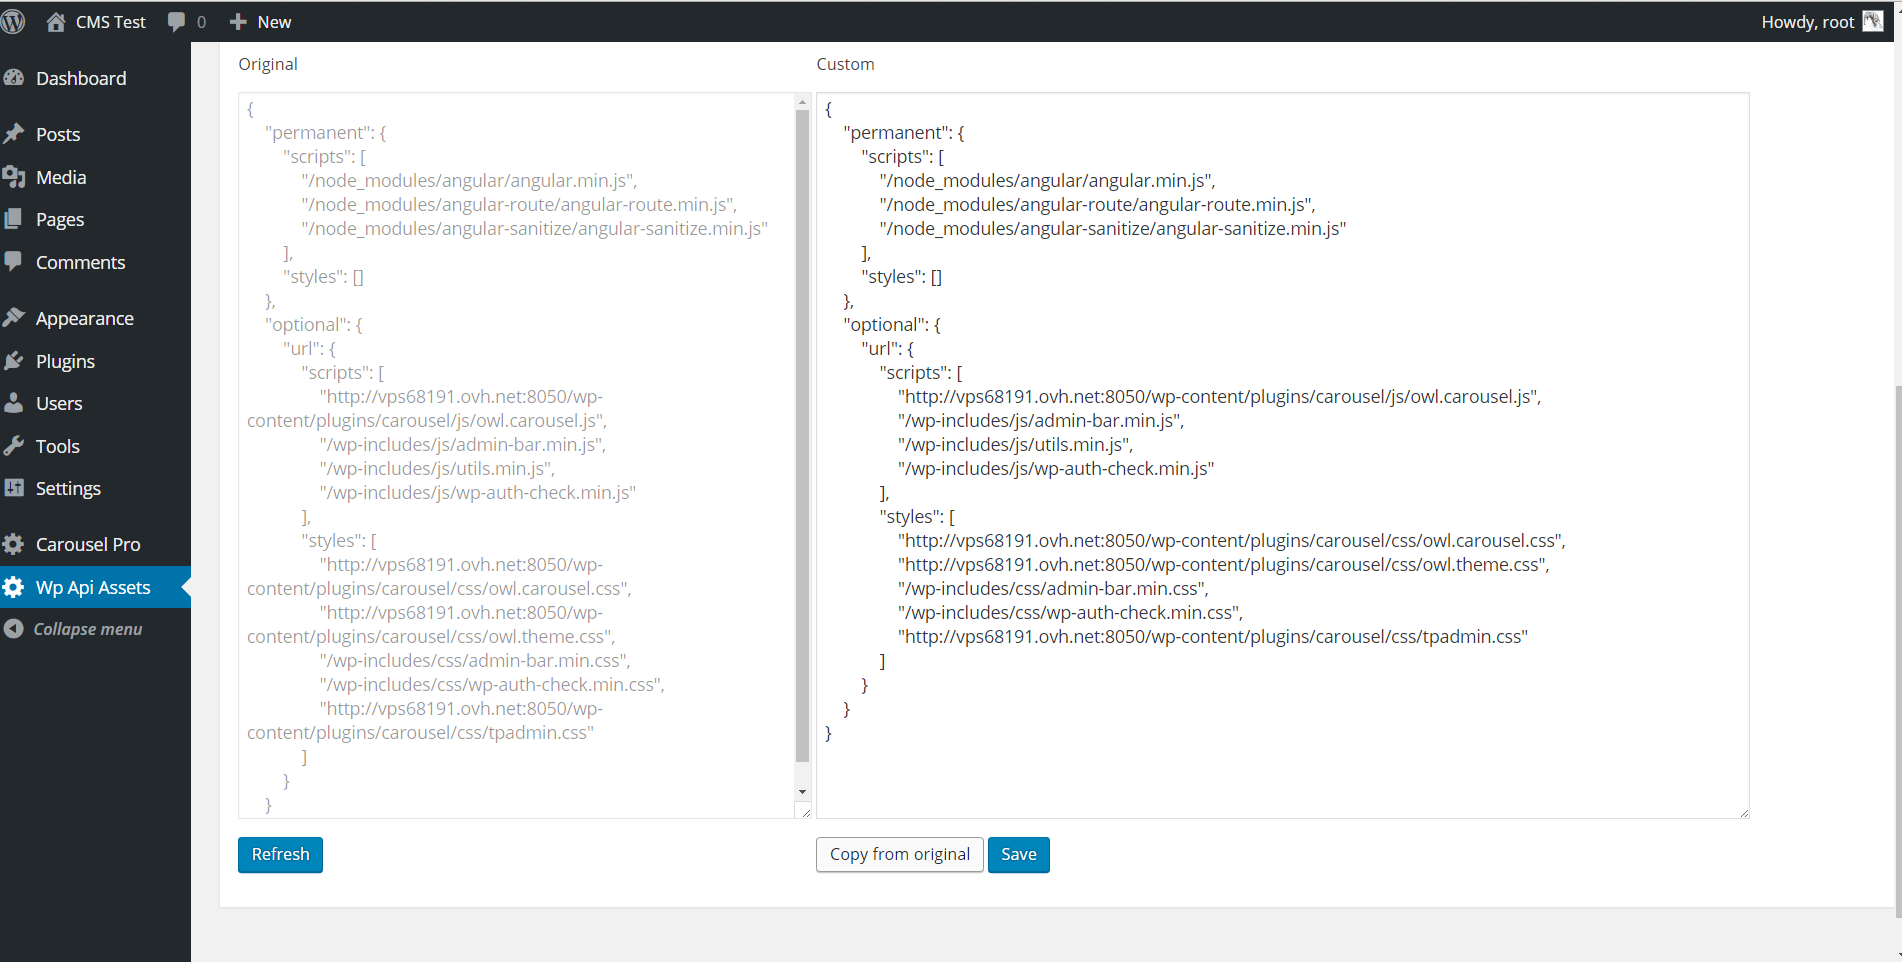 CMS Test 0 New Howdy, root
Dashboard
Posts
Media
Pages
Comments
Appearance
Plugins
Users
Tools
Settings
Carousel Pro
Wp Api Assets
Collapse menu
Original
{
"permanent": {
"scripts": [
"/node_modules/angular/angular.min.js",
"/node_modules/angular-route/angular-route.min.js",
"/node_modules/angular-sanitize/angular-sanitize.min.js"
],
"styles": []
},
"optional": {
"url": {
"scripts": [
"http://vps68191.ovh.net:8050/wp-
content/plugins/carousel/js/owl.carousel.js",
"/wp-includes/js/admin-bar.min.js",
"/wp-includes/js/utils.min.js",
"/wp-includes/js/wp-auth-check.min.js"
],
"styles": [
"http://vps68191.ovh.net:8050/wp-
content/plugins/carousel/css/owl.carousel.css",
"http://vps68191.ovh.net:8050/wp-
content/plugins/carousel/css/owl.theme.css",
"/wp-includes/css/admin-bar.min.css",
"/wp-includes/css/wp-auth-check.min.css",
"http://vps68191.ovh.net:8050/wp-
content/plugins/carousel/css/tpadmin.css"
]
}
}
Refresh
Custom
{
"permanent": {
"scripts": [
"/node_modules/angular/angular.min.js",
"/node_modules/angular-route/angular-route.min.js",
"/node_modules/angular-sanitize/angular-sanitize.min.js"
],
"styles": []
},
"optional": {
"url": {
"scripts": [
"http://vps68191.ovh.net:8050/wp-content/plugins/carousel/js/owl.carousel.js",
"/wp-includes/js/admin-bar.min.js",
"/wp-includes/js/utils.min.js",
"/wp-includes/js/wp-auth-check.min.js"
],
"styles": [
"http://vps68191.ovh.net:8050/wp-content/plugins/carousel/css/owl.carousel.css",
"http://vps68191.ovh.net:8050/wp-content/plugins/carousel/css/owl.theme.css",
"/wp-includes/css/admin-bar.min.css",
"/wp-includes/css/wp-auth-check.min.css",
"http://vps68191.ovh.net:8050/wp-content/plugins/carousel/css/tpadmin.css"
]
}
}
}
Copy from original Save